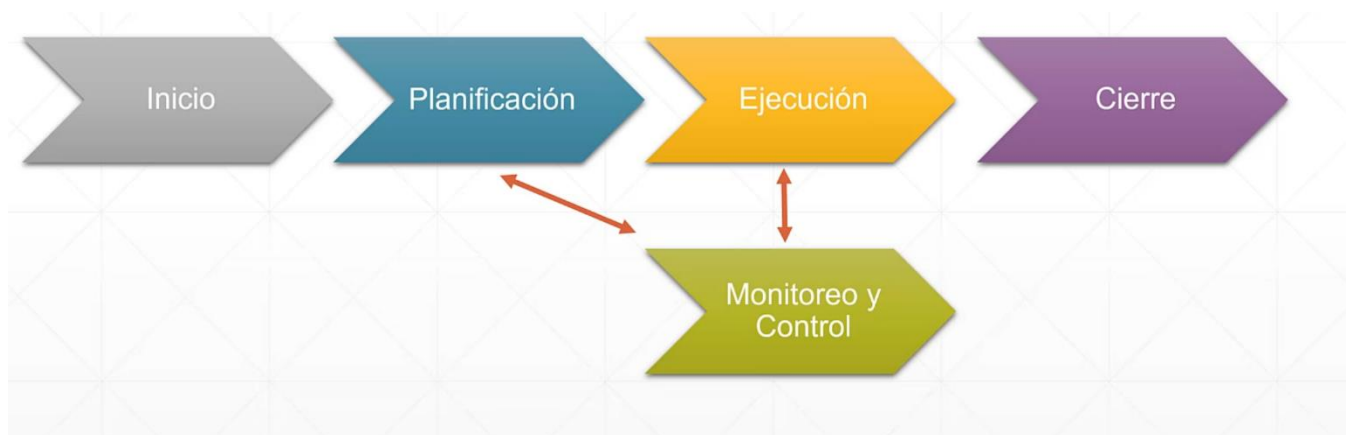 Inicio
Planificación
Ejecución
Cierre
Monitoreo y
Control